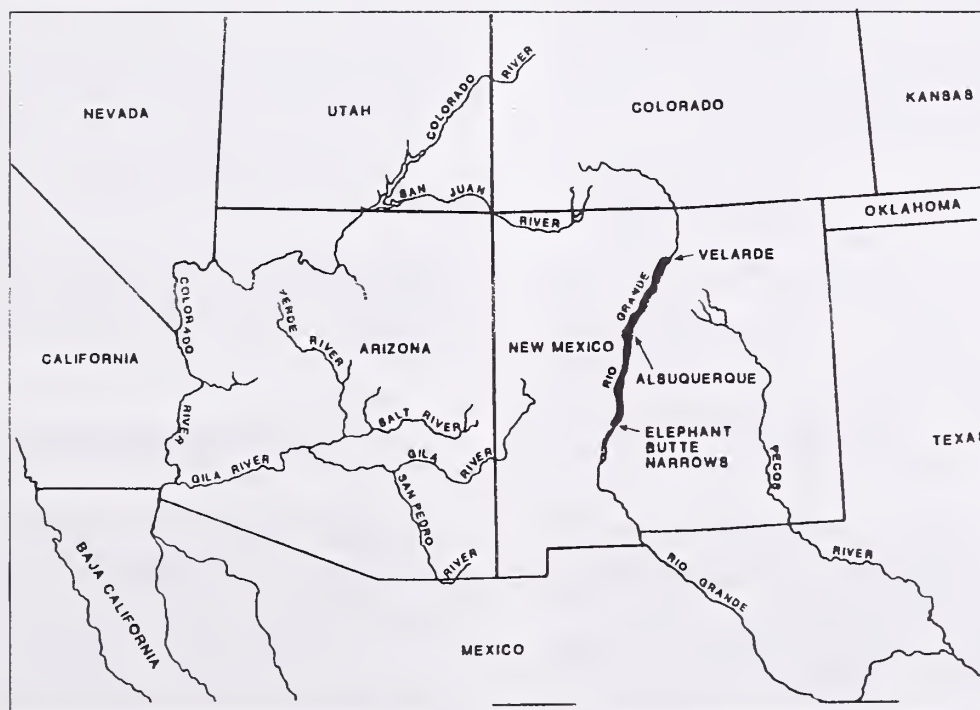 NEVADA
UTAH
COLORADO RIVER
COLORADO
KANSAS
SAN JUAN RIVER
OKLAHOMA
VELARDE
COLORADO RIVER
VERDE RIVER
RIO GRANDE
CALIFORNIA
ARIZONA
NEW MEXICO
ALBUQUERQUE
SALT RIVER
ELEPHANT
BUTTE
NARROWS
TEXAS
GILA RIVER
GILA RIVER
PECOS RIVER
SAN PEDRO RIVER
BAJA CALIFORNIA
RIO GRANDE
MEXICO